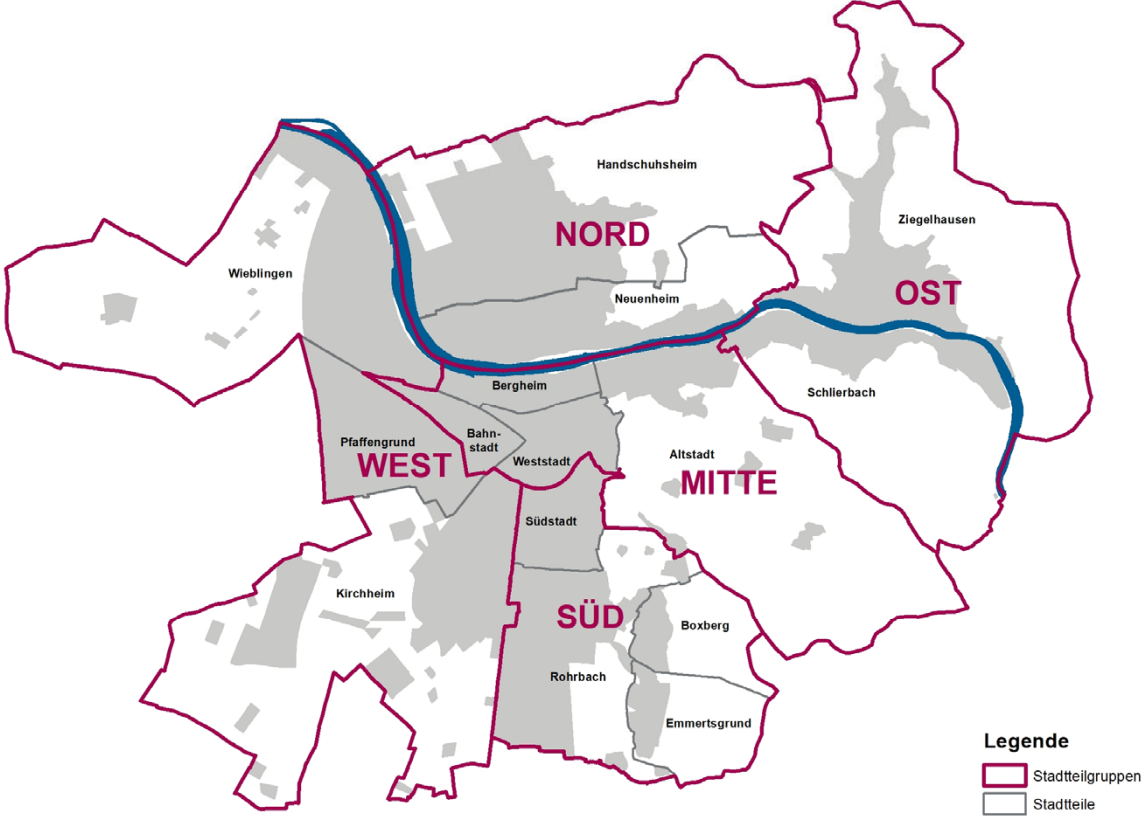 Handschuhsheim
Ziegelhausen
NORD
Wieblingen
OST
Neuenheim
Bergheim
Schlierbach
Pfaffengrund
Bahn-
stadt
WEST
Weststadt
Altstadt
MITTE
Südstadt
Kirchheim
SÜD
Boxberg
Rohrbach
Emmertsgrund
Legende
Stadtteilgruppen
Stadtteile